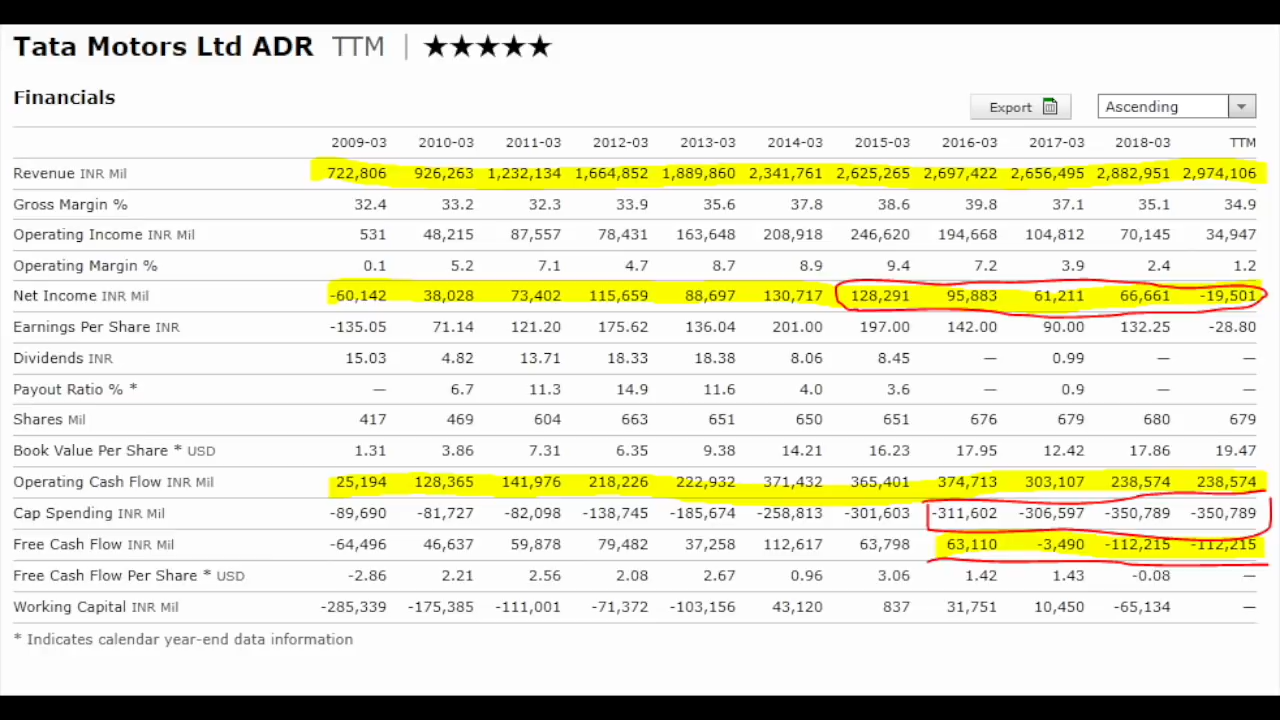 Tata Motors Ltd ADR TTM | ★★★★★
Financials
Export Ascending
2009-03 2010-03 2011-03 2012-03 2013-03 2014-03 2015-03 2016-03 2017-03 2018-03 TTM
Revenue INR Mil 722,806 926,263 1,232,134 1,664,852 1,889,860 2,341,761 2,625,265 2,697,422 2,656,495 2,882,951 2,974,106
Gross Margin % 32.4 33.2 32.3 33.9 35.6 37.8 38.6 39.8 37.1 35.1 34.9
Operating Income INR Mil 531 48,215 87,557 78,431 163,648 208,918 246,620 194,668 104,812 70,145 34,947
Operating Margin % 0.1 5.2 7.1 4.7 8.7 8.9 9.4 7.2 3.9 2.4 1.2
Net Income INR Mil -60,142 38,028 73,402 115,659 88,697 130,717 128,291 95,883 61,211 66,661 -19,501
Earnings Per Share INR -135.05 71.14 121.20 175.62 136.04 201.00 197.00 142.00 90.00 132.25 -28.80
Dividends INR 15.03 4.82 13.71 18.33 18.38 8.06 8.45 — 0.99 — —
Payout Ratio % * — 6.7 11.3 14.9 11.6 4.0 3.6 — 0.9 — —
Shares Mil 417 469 604 663 651 650 651 676 679 680 679
Book Value Per Share * USD 1.31 3.86 7.31 6.35 9.38 14.21 16.23 17.95 12.42 17.86 19.47
Operating Cash Flow INR Mil 25,194 128,365 141,976 218,226 222,932 371,432 365,401 374,713 303,107 238,574 238,574
Cap Spending INR Mil -89,690 -81,727 -82,098 -138,745 -185,674 -258,813 -301,603 -311,602 -306,597 -350,789 -350,789
Free Cash Flow INR Mil -64,496 46,637 59,878 79,482 37,258 112,617 63,798 63,110 -3,490 -112,215 -112,215
Free Cash Flow Per Share * USD -2.86 2.21 2.56 2.08 2.67 0.96 3.06 1.42 1.43 -0.08 —
Working Capital INR Mil -285,339 -175,385 -111,001 -71,372 -103,156 43,120 837 31,751 10,450 -65,134 —
* Indicates calendar year-end data information